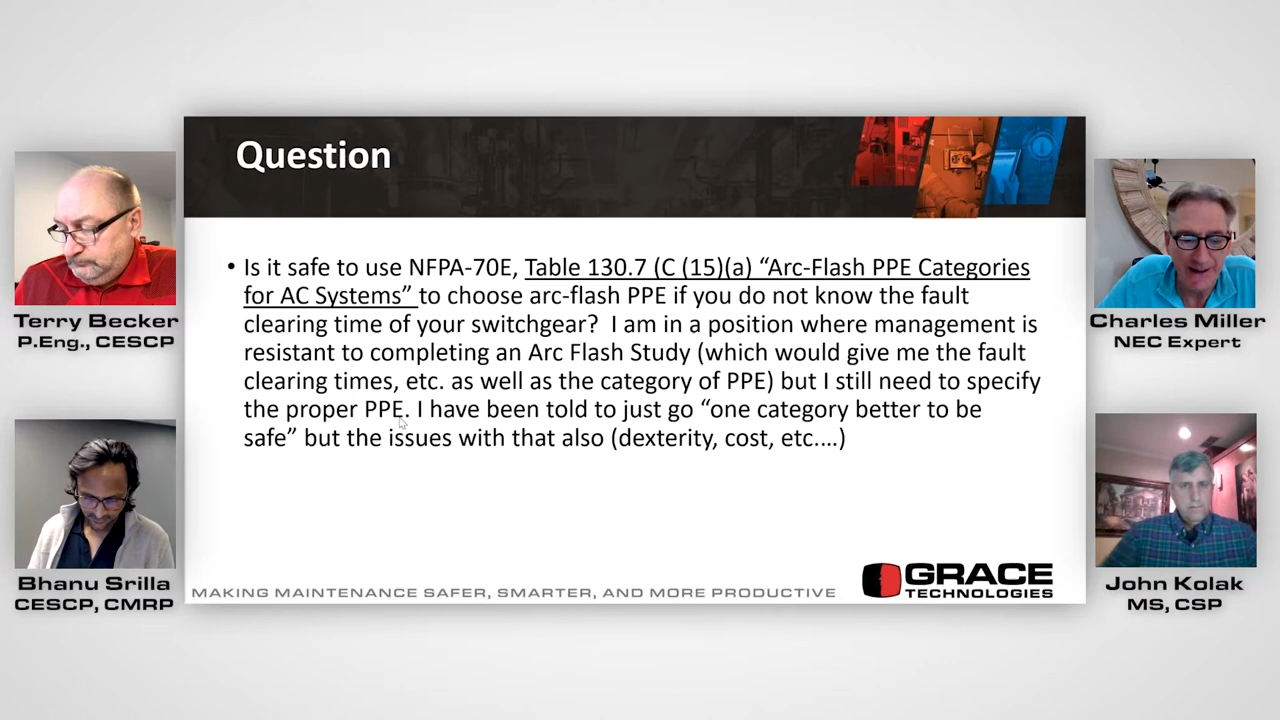 Question
• Is it safe to use NFPA-70E, Table 130.7 (C (15)(a) “Arc-Flash PPE Categories
for AC Systems” to choose arc-flash PPE if you do not know the fault
clearing time of your switchgear? I am in a position where management is
resistant to completing an Arc Flash Study (which would give me the fault
clearing times, etc. as well as the category of PPE) but I still need to specify
the proper PPE. I have been told to just go “one category better to be
safe” but the issues with that also (dexterity, cost, etc....)
MAKING MAINTENANCE SAFER, SMARTER, AND MORE PRODUCTIVE
GRACE
TECHNOLOGIES
Terry Becker
P.Eng., CESCP
Bhanu Srilla
CESCP, CMRP
Charles Miller
NEC Expert
John Kolak
MS, CSP